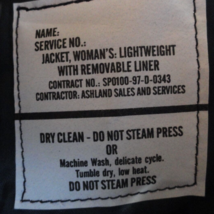 NAME:
SERVICE NO.:
JACKET, WOMAN'S: LIGHTWEIGHT
WITH REMOVABLE LINER
CONTRACT NO.: SPO100-97-D-0343
CONTRACTOR: ASHLAND SALES AND SERVICES
DRY CLEAN - DO NOT STEAM PRESS
OR
Machine Wash, delicate cycle.
Tumble dry, low heat.
DO NOT STEAM PRESS